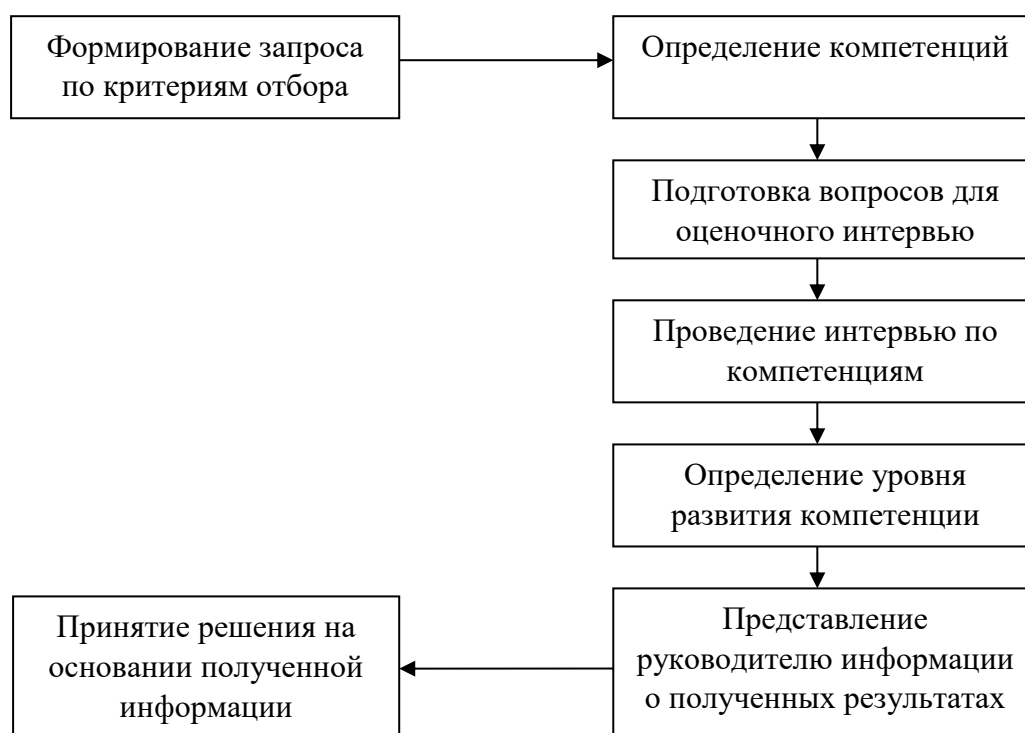 Формирование запроса
по критериям отбора
Определение компетенций
Подготовка вопросов для
оценочного интервью
Проведение интервью по
компетенциям
Определение уровня
развития компетенции
Представление
руководителю информации
о полученных результатах
Принятие решения на
основании полученной
информации